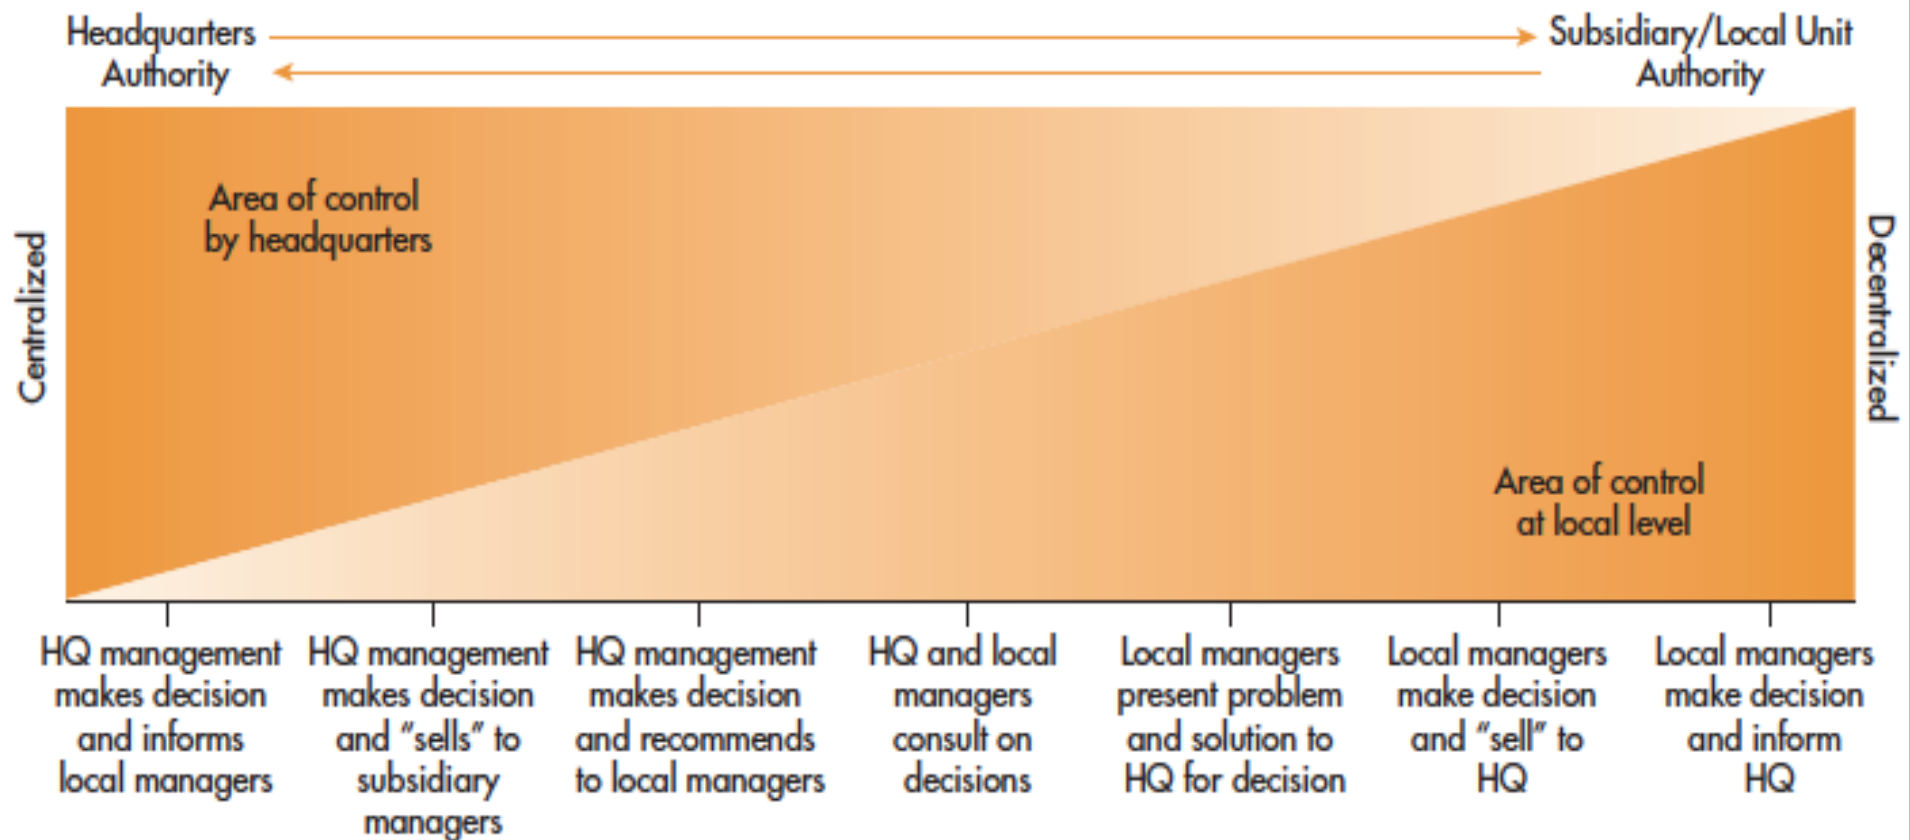 Headquarters
Authority
Subsidiary/Local Unit
Authority
Centralized
Area of control
by headquarters
Area of control
at local level
Decentralized
HQ management
makes decision
and informs
local managers
HQ management
makes decision
and “sells” to
subsidiary
managers
HQ management
makes decision
and recommends
to local managers
HQ and local
managers
consult on
decisions
Local managers
present problem
and solution to
HQ for decision
Local managers
make decision
and “sell” to
HQ
Local managers
make decision
and inform
HQ